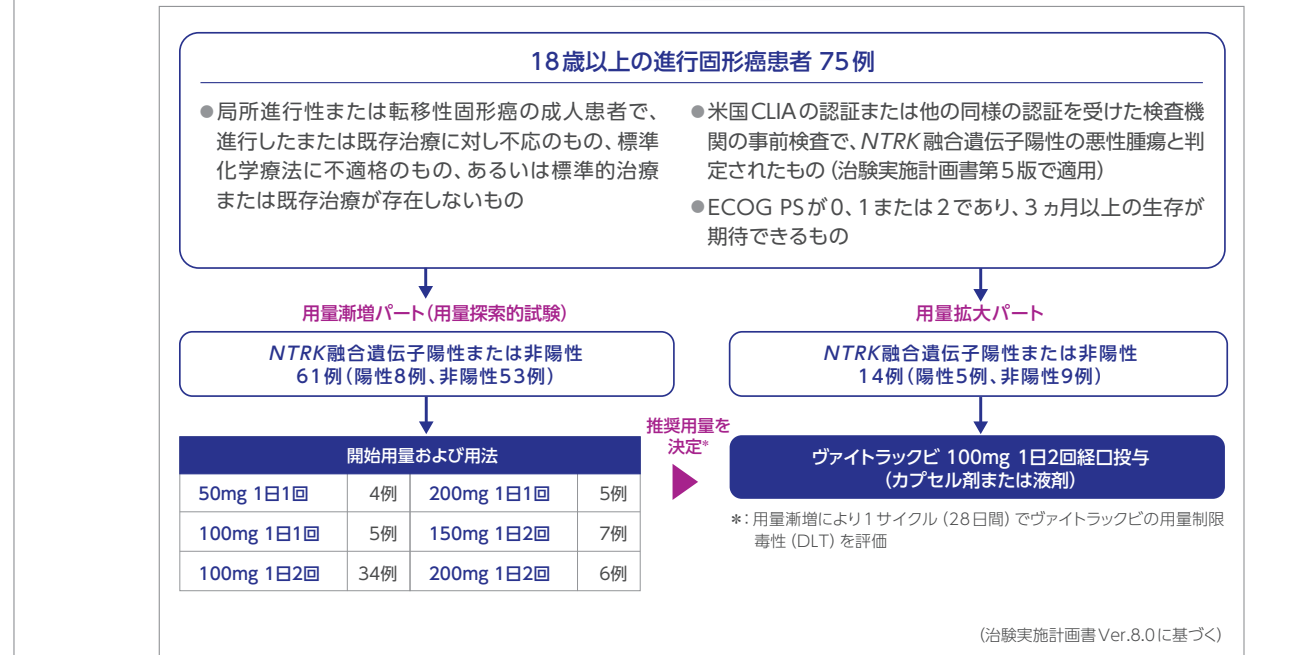 18歳以上の進行固形癌患者 75例
●局所進行性または転移性固形癌の成人患者で、
進行したまたは既存治療に対し不応のもの、標準
化学療法に不適格のもの、あるいは標準的治療
または既存治療が存在しないもの
●米国CLIAの認証または他の同様の認証を受けた検査機
関の事前検査で、NTRK融合遺伝子陽性の悪性腫瘍と判
定されたもの（治験実施計画書第5版で適用）
●ECOG PSが0、1または2であり、3ヵ月以上の生存が
期待できるもの
用量漸増パート（用量探索的試験）
NTRK融合遺伝子陽性または非陽性
61例（陽性8例、非陽性53例）
開始用量および用法
50mg 1日1回 4例 200mg 1日1回 5例
100mg 1日1回 5例 150mg 1日2回 7例
100mg 1日2回 34例 200mg 1日2回 6例
推奨用量を
決定*
用量拡大パート
NTRK融合遺伝子陽性または非陽性
14例（陽性5例、非陽性9例）
ヴァイトラックビ 100mg 1日2回経口投与
（カプセル剤または液剤）
*：用量漸増により1サイクル（28日間）でヴァイトラックビの用量制限
毒性（DLT）を評価
（治験実施計画書Ver.8.0に基づく）